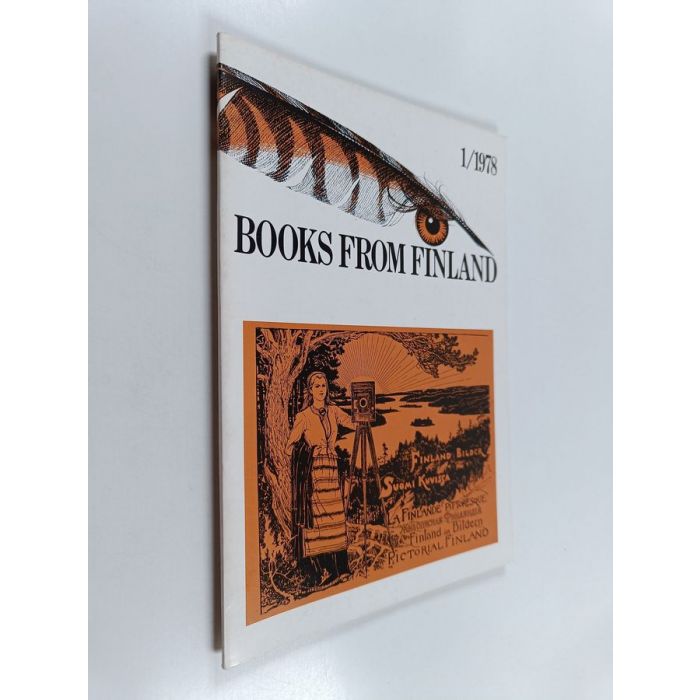 1/1978
BOOKS FROM FINLAND
FINLAND I BILDER
SUOMI KUVISSA
LA FINLANDE PITTORESQUE
Finland in Bildern
PICTORIAL FINLAND